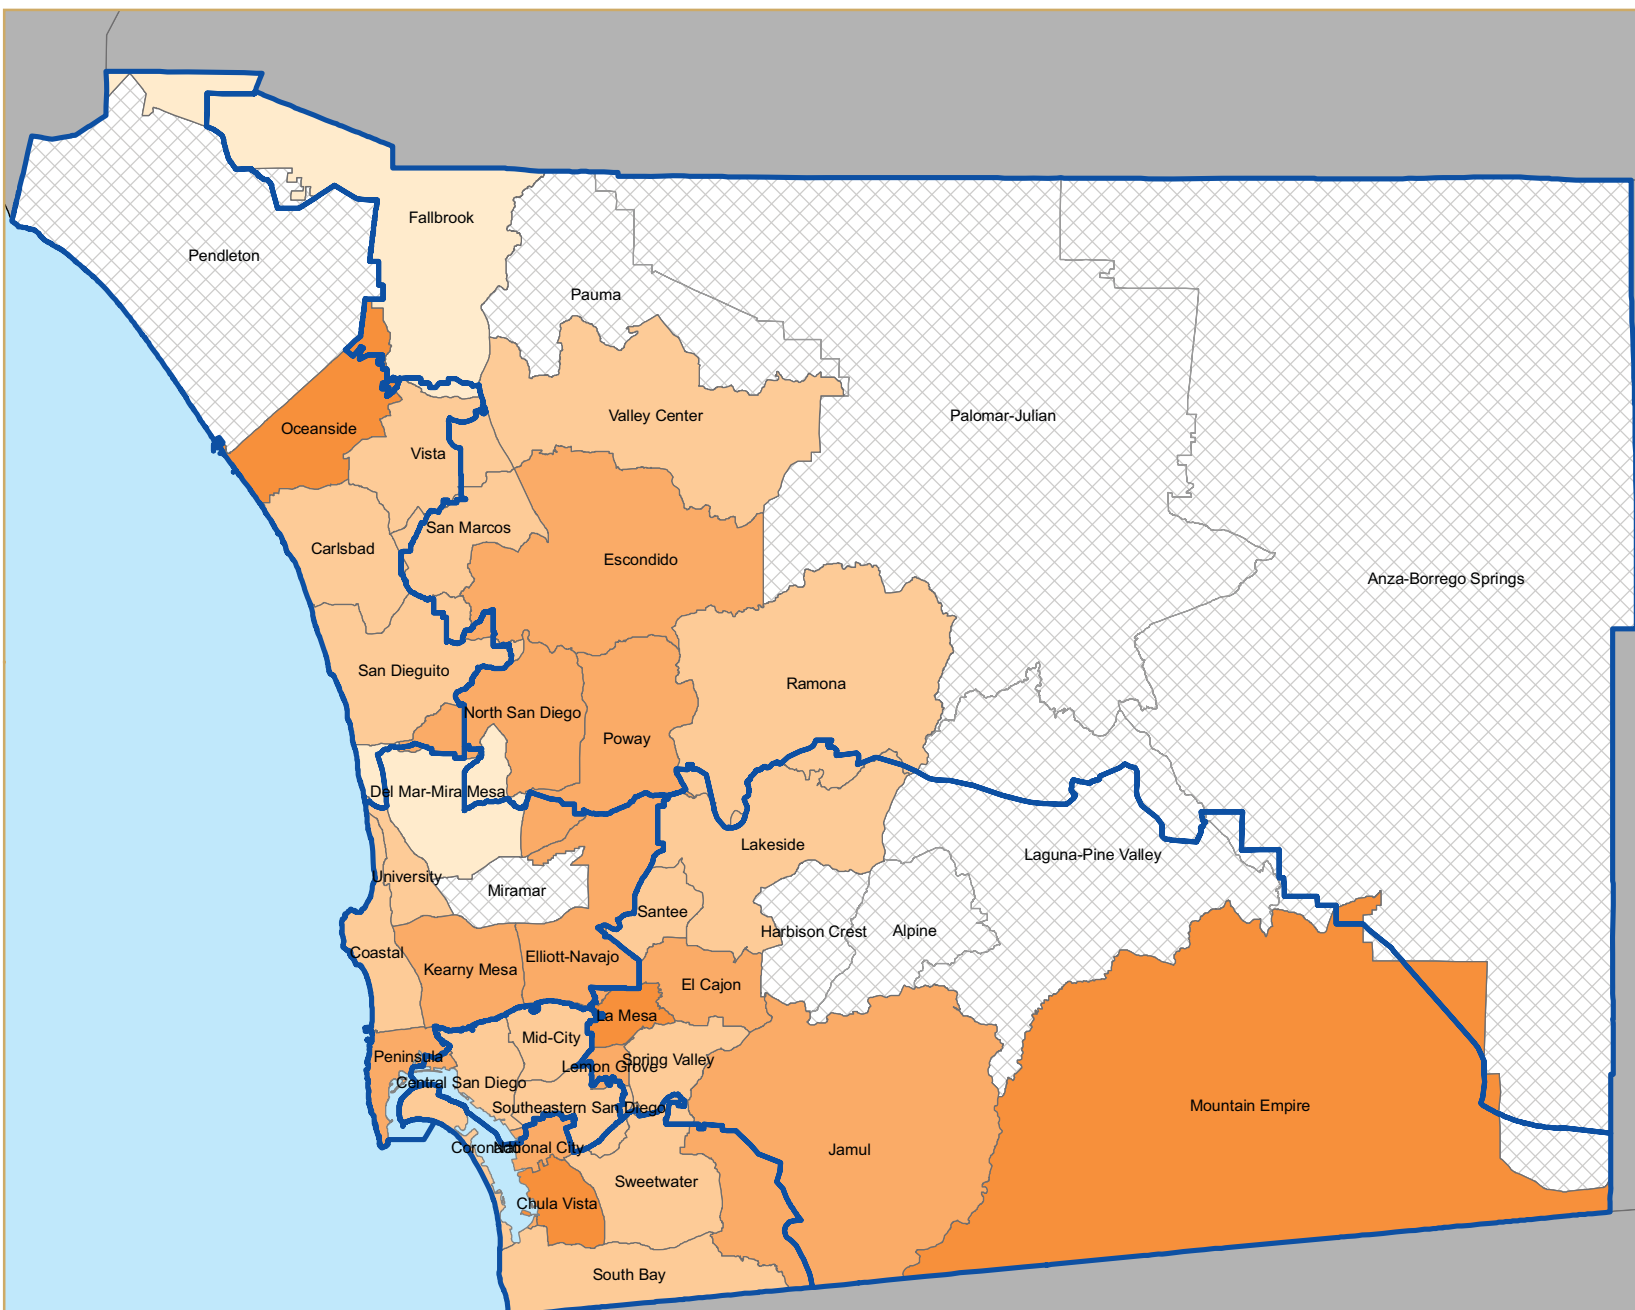 Fallbrook
Pendleton
Pauma
Palomar-Julian
Valley Center
Oceanside
Vista
San Marcos
Carlsbad
Escondido
Anza-Borrego Springs
San Dieguito
Ramona
North San Diego
Poway
Del Mar-Mira Mesa
Lakeside
Laguna-Pine Valley
University
Miramar
Santee
Harbison Crest
Alpine
Coastal
Elliott-Navajo
Kearny Mesa
El Cajon
La Mesa
Mid-City
Peninsula
Spring Valley
Lemon Grove
Central San Diego
Southeastern San Diego
Mountain Empire
Coronado
National City
Jamul
Sweetwater
Chula Vista
South Bay